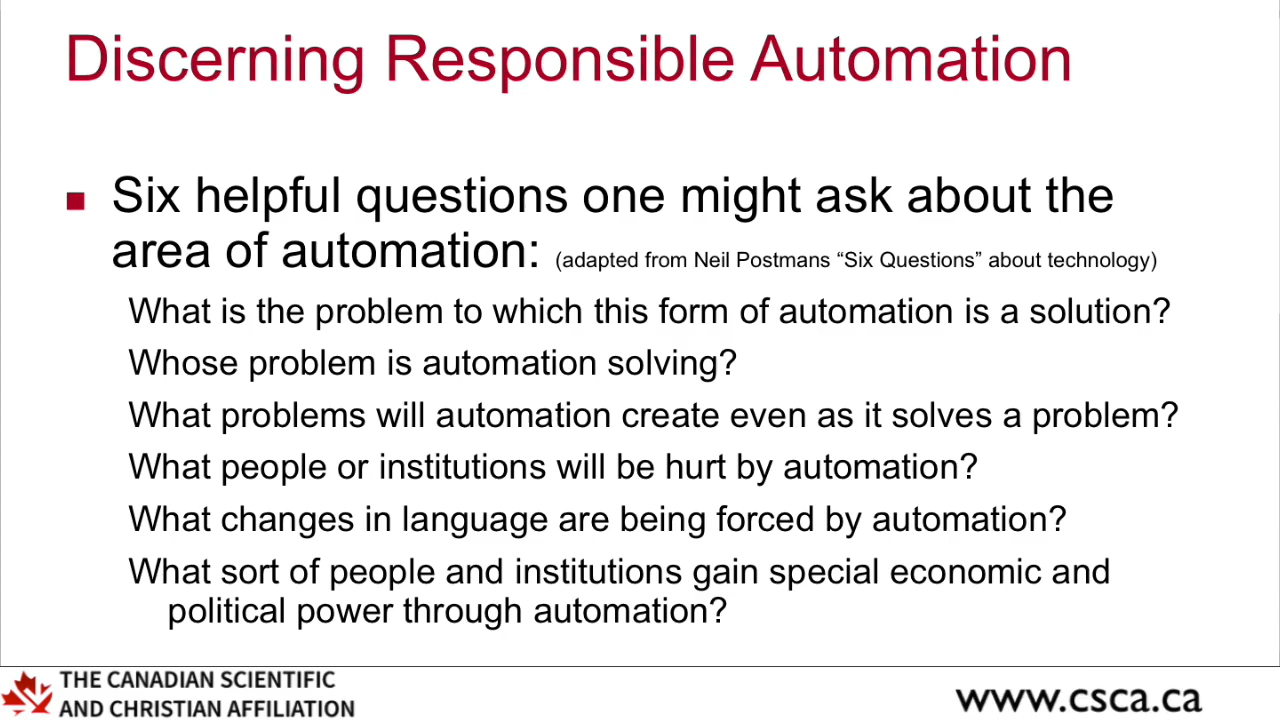 Discerning Responsible Automation
Six helpful questions one might ask about the
area of automation: (adapted from Neil Postmans “Six Questions” about technology)
What is the problem to which this form of automation is a solution?
Whose problem is automation solving?
What problems will automation create even as it solves a problem?
What people or institutions will be hurt by automation?
What changes in language are being forced by automation?
What sort of people and institutions gain special economic and
political power through automation?
THE CANADIAN SCIENTIFIC
AND CHRISTIAN AFFILIATION
www.csca.ca